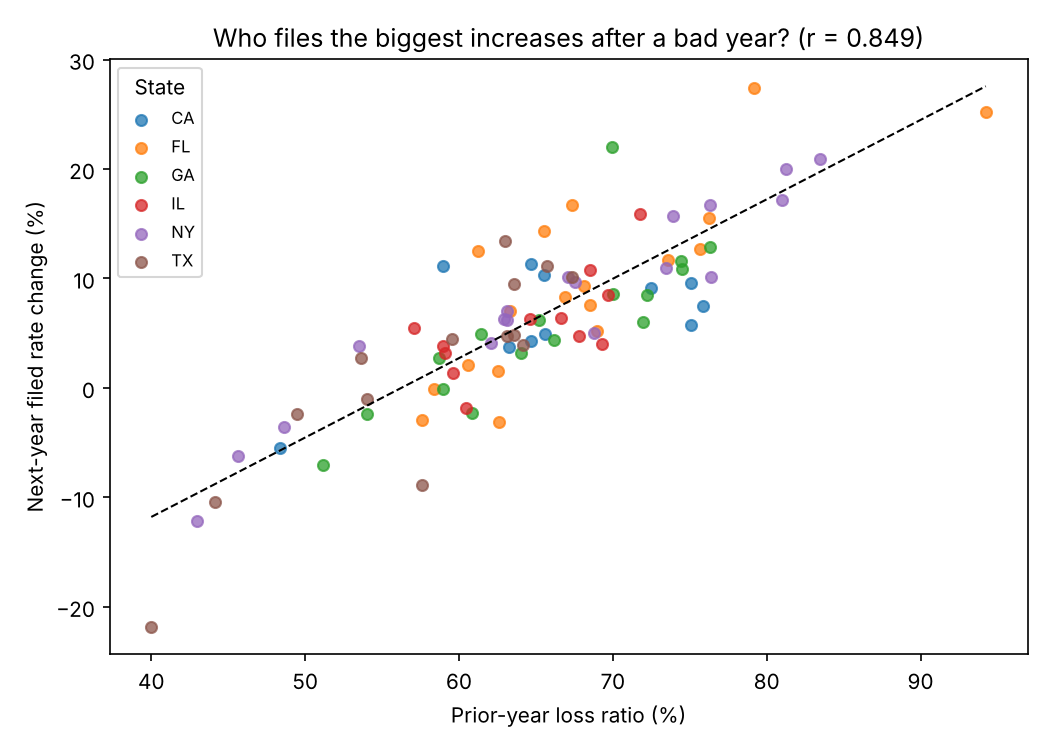 Who files the biggest increases after a bad year? (r = 0.849)
30
20
10
0
−10
−20
Next-year filed rate change (%)
State
CA
FL
GA
IL
NY
TX
40 50 60 70 80 90
Prior-year loss ratio (%)